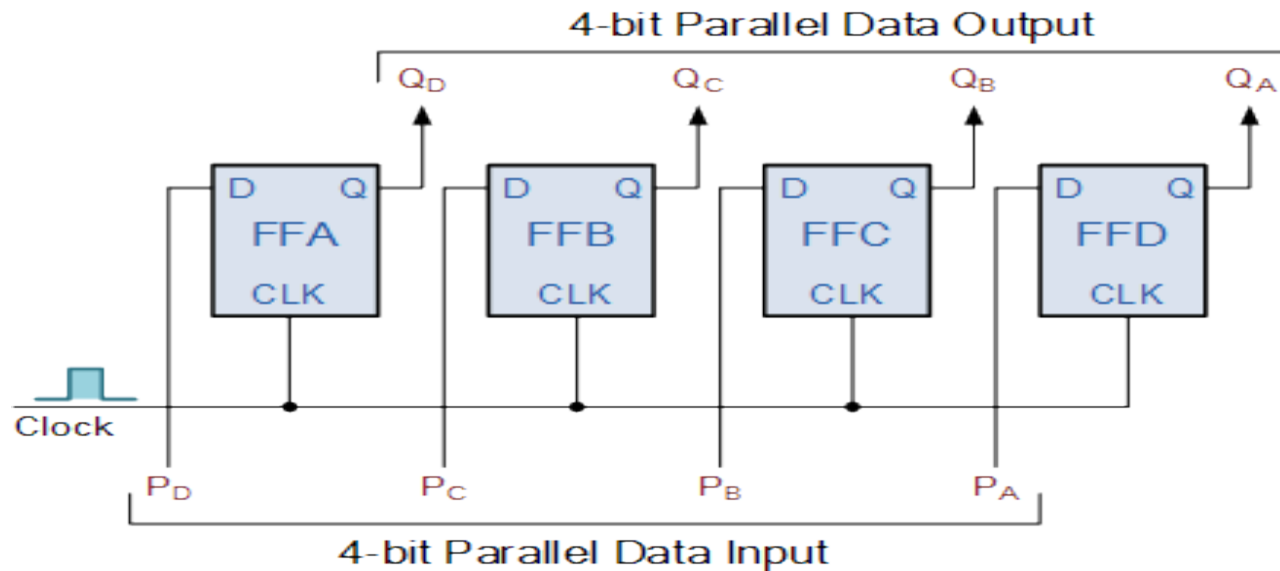 4-bit Parallel Data Output
QD QC QB QA
D Q D Q D Q D Q
FFA FFB FFC FFD
CLK CLK CLK CLK
Clock
PD PC PB PA
4-bit Parallel Data Input